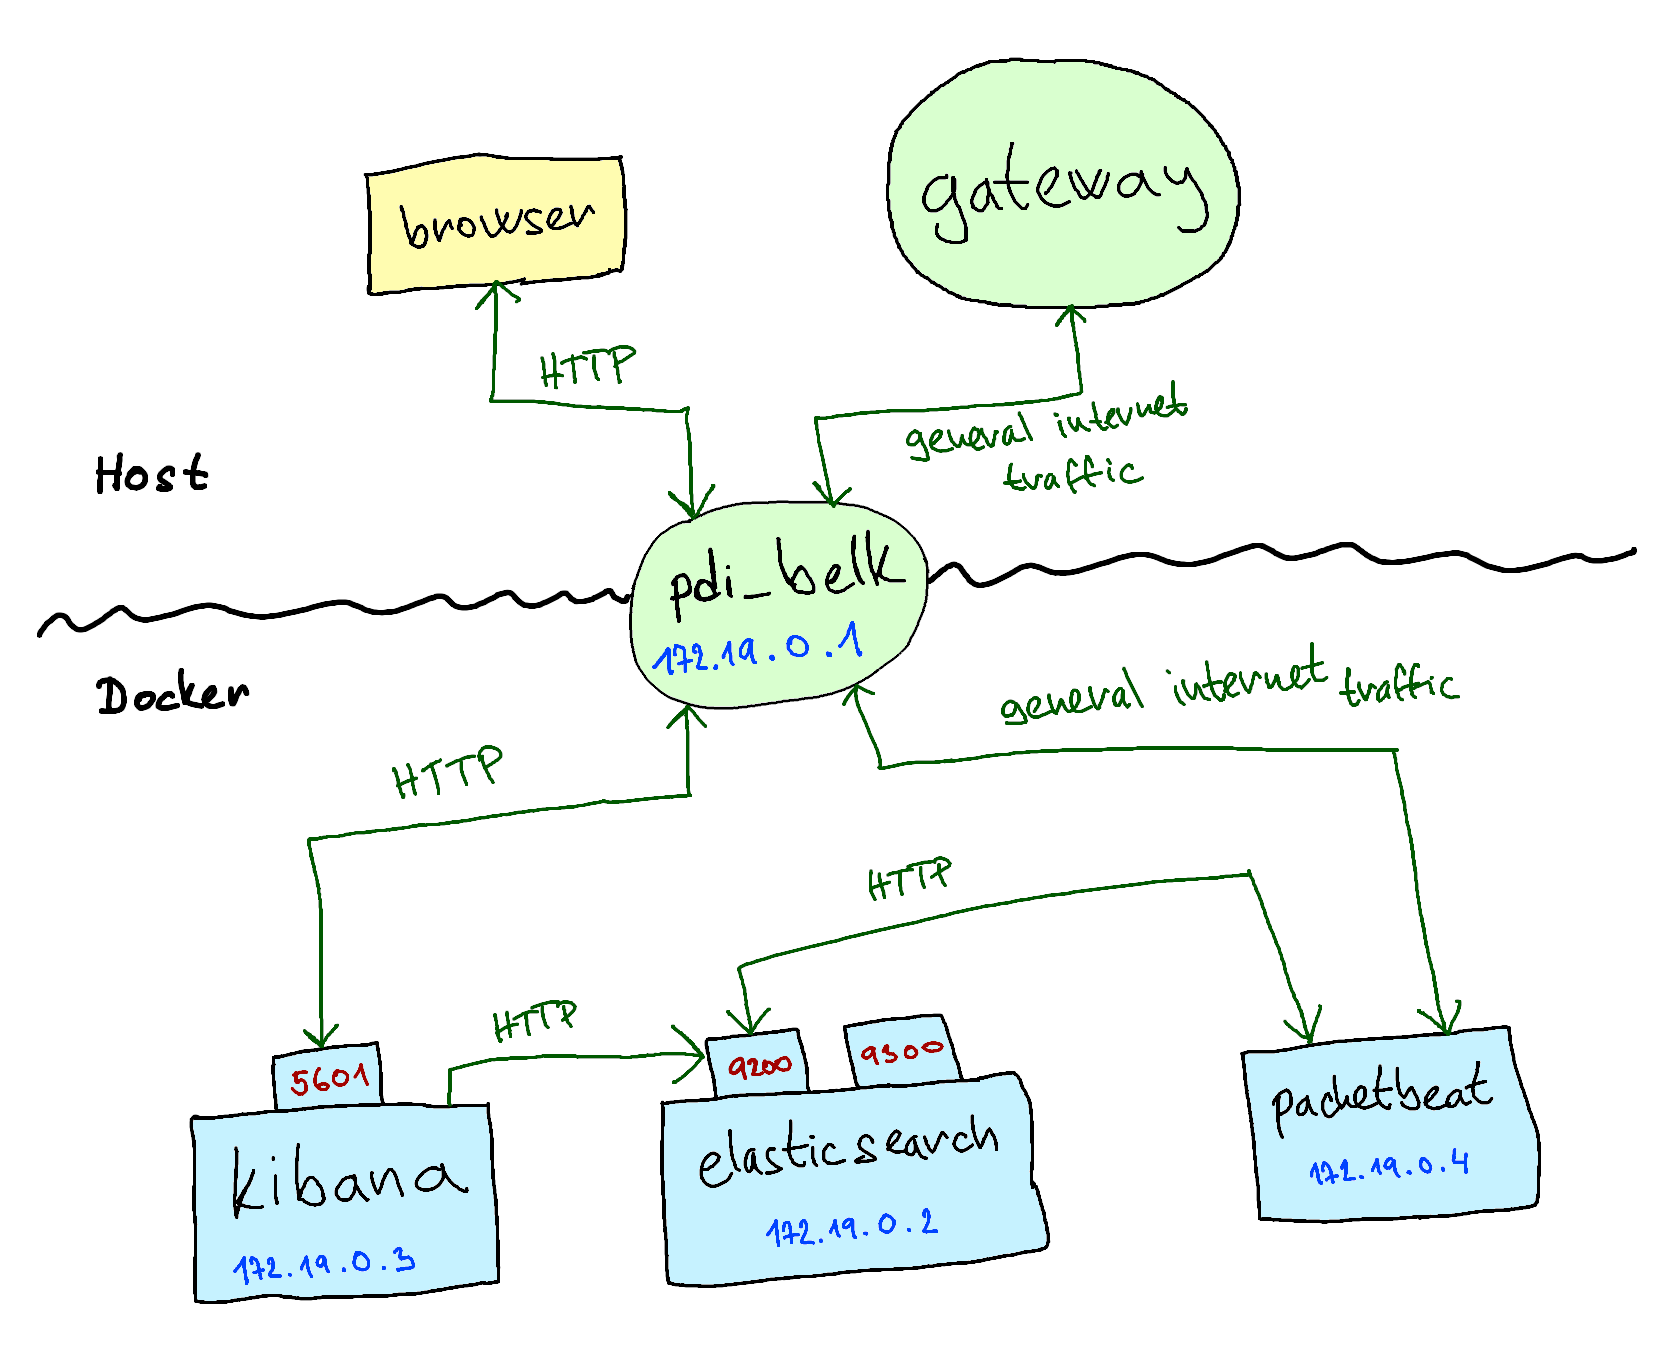 gateway
browser
HTTP
general internet
traffic
Host
pdi_belk
172.19.0.1
Docker
general internet traffic
HTTP
HTTP
HTTP
5601
9200
9300
kibana
172.19.0.3
elasticsearch
172.19.0.2
packetbeat
172.19.0.4